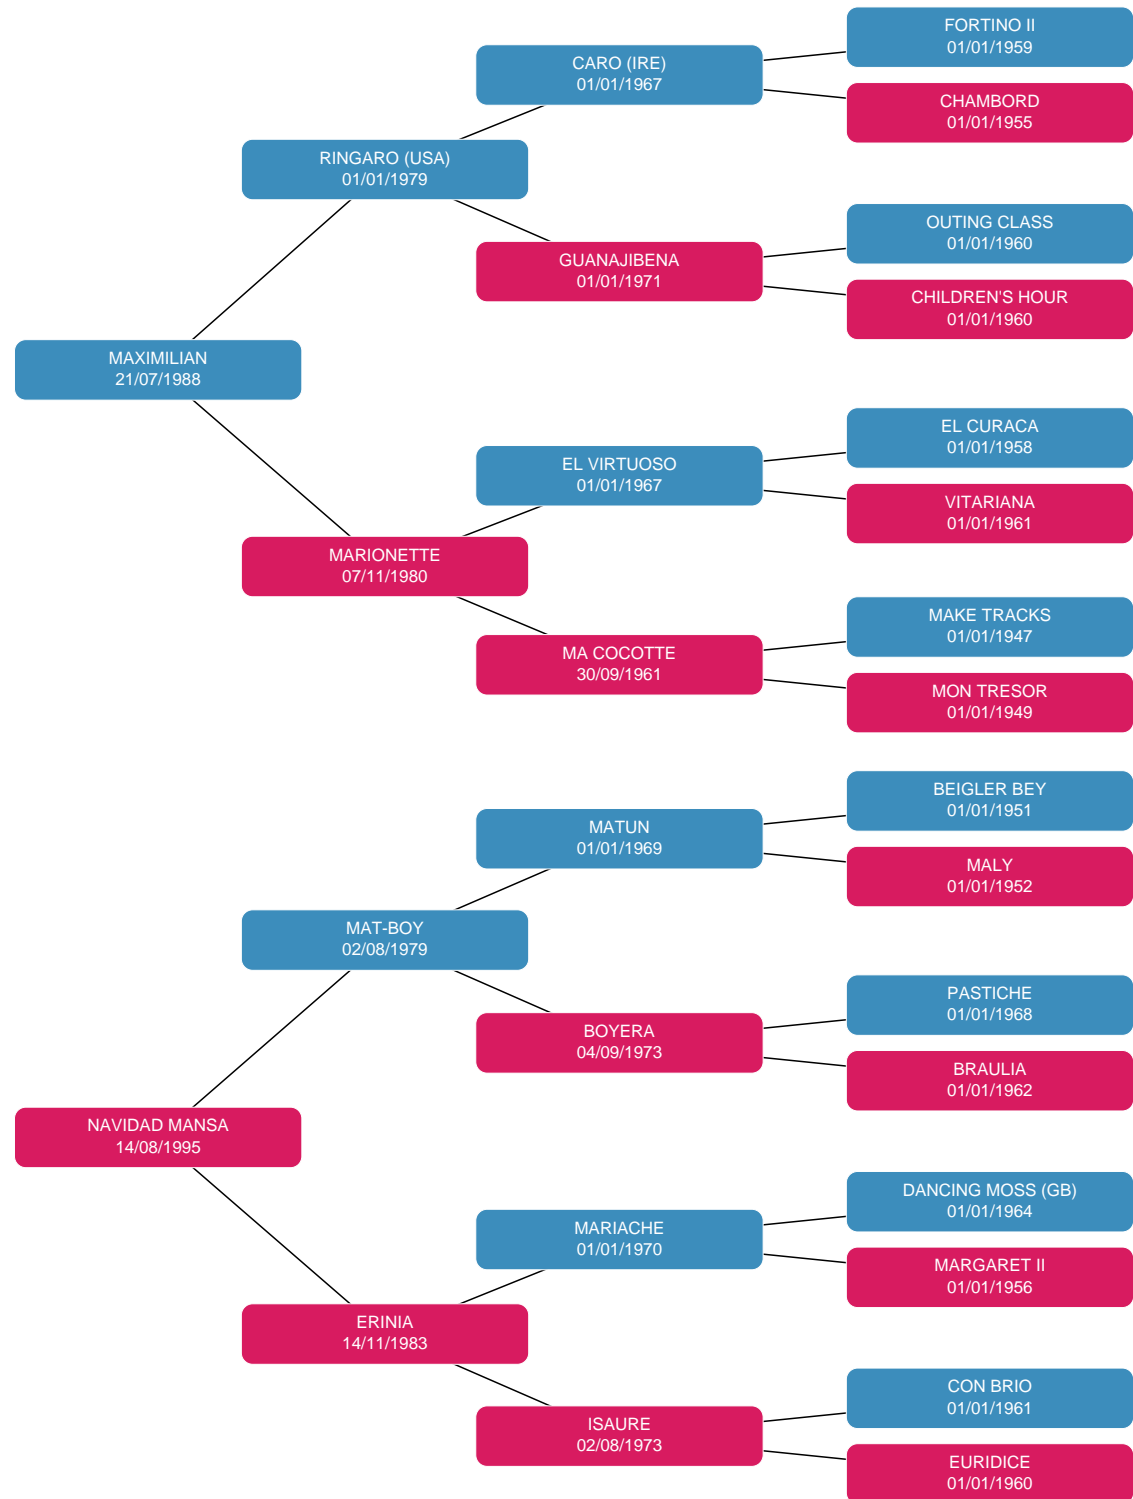 FORTINO II
01/01/1959
CARO (IRE)
01/01/1967
CHAMBORD
01/01/1955
RINGARO (USA)
01/01/1979
OUTING CLASS
01/01/1960
GUANAJIBENA
01/01/1971
CHILDREN'S HOUR
01/01/1960
MAXIMILIAN
21/07/1988
EL CURACA
01/01/1958
EL VIRTUOSO
01/01/1967
VITARIANA
01/01/1961
MARIONETTE
07/11/1980
MAKE TRACKS
01/01/1947
MA COCOTTE
30/09/1961
MON TRESOR
01/01/1949
BEIGLER BEY
01/01/1951
MATUN
01/01/1969
MALY
01/01/1952
MAT-BOY
02/08/1979
PASTICHE
01/01/1968
BOYERA
04/09/1973
BRAULIA
01/01/1962
NAVIDAD MANSA
14/08/1995
DANCING MOSS (GB)
01/01/1964
MARIACHE
01/01/1970
MARGARET II
01/01/1956
ERINIA
14/11/1983
CON BRIO
01/01/1961
ISAURE
02/08/1973
EURIDICE
01/01/1960